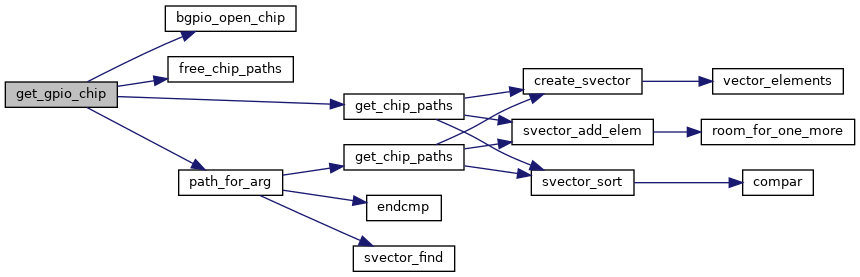 get_gpio_chip
bgpio_open_chip
free_chip_paths
get_chip_paths
path_for_arg
get_chip_paths
endcmp
svector_find
create_svector
svector_add_elem
svector_sort
vector_elements
room_for_one_more
compar